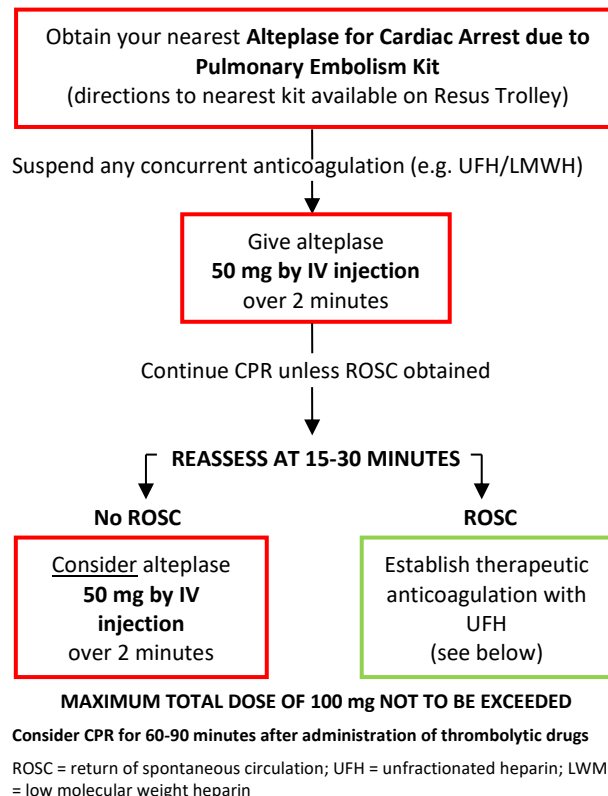 Obtain your nearest Alteplase for Cardiac Arrest due to
Pulmonary Embolism Kit
(directions to nearest kit available on Resus Trolley)
Suspend any concurrent anticoagulation (e.g. UFH/LMWH)
Give alteplase
50 mg by IV injection
over 2 minutes
Continue CPR unless ROSC obtained
REASSESS AT 15-30 MINUTES
No ROSC
Consider alteplase
50 mg by IV
injection
over 2 minutes
ROSC
Establish therapeutic
anticoagulation with
UFH
(see below)
MAXIMUM TOTAL DOSE OF 100 mg NOT TO BE EXCEEDED
Consider CPR for 60-90 minutes after administration of thrombolytic drugs
ROSC = return of spontaneous circulation; UFH = unfractionated heparin; LWM
= low molecular weight heparin